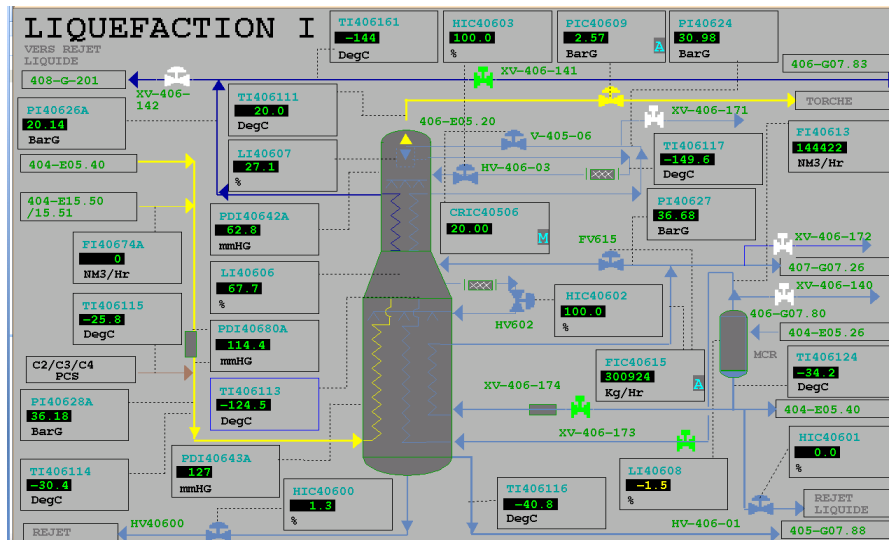 LIQUEFACTION I
VERS REJET
LIQUIDE
408-G-201
XV-406-
142
TI406161
-144
DegC
HIC40603
100.0
%
PIC40609
2.57
BarG
A
PI40624
30.98
BarG
XV-406-141
406-G07.83
TORCHE
PI40626A
20.14
BarG
TI406111
20.0
DegC
406-E05.20
V-405-06
XV-406-171
FI40613
144422
NM3/Hr
404-E05.40
LI40607
27.1
%
HV-406-03
TI406117
-149.6
DegC
404-E15.50
/15.51
PDI40642A
62.8
mmHG
CRIC40506
20.00
M
PI40627
36.68
BarG
FI40674A
0
NM3/Hr
FV615
XV-406-172
407-G07.26
LI40606
67.7
%
XV-406-140
TI406115
-25.8
DegC
HIC40602
100.0
%
HV602
406-G07.80
404-E05.26
MCR
PDI40680A
114.4
mmHG
C2/C3/C4
PCS
FIC40615
300924
Kg/Hr
A
TI406124
-34.2
DegC
TI406113
-124.5
DegC
XV-406-174
PI40628A
36.18
BarG
404-E05.40
XV-406-173
HIC40601
0.0
%
PDI40643A
127
mmHG
TI406114
-30.4
DegC
LI40608
-1.5
%
HIC40600
1.3
%
TI406116
-40.8
DegC
REJET
LIQUIDE
REJET
HV40600
HV-406-01
405-G07.88